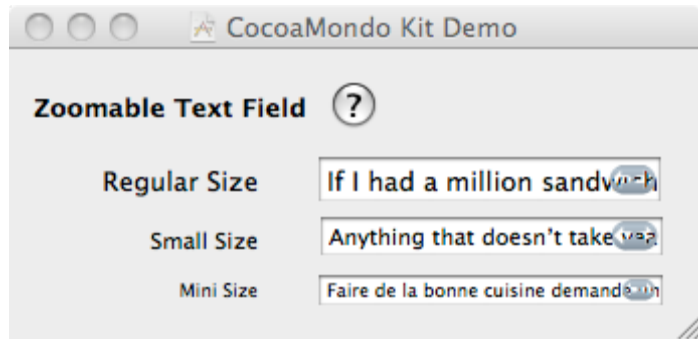 CocoaMondo Kit Demo
Zoomable Text Field ?
Regular Size If I had a million sandwich
Small Size Anything that doesn't take
Mini Size Faire de la bonne cuisine demande